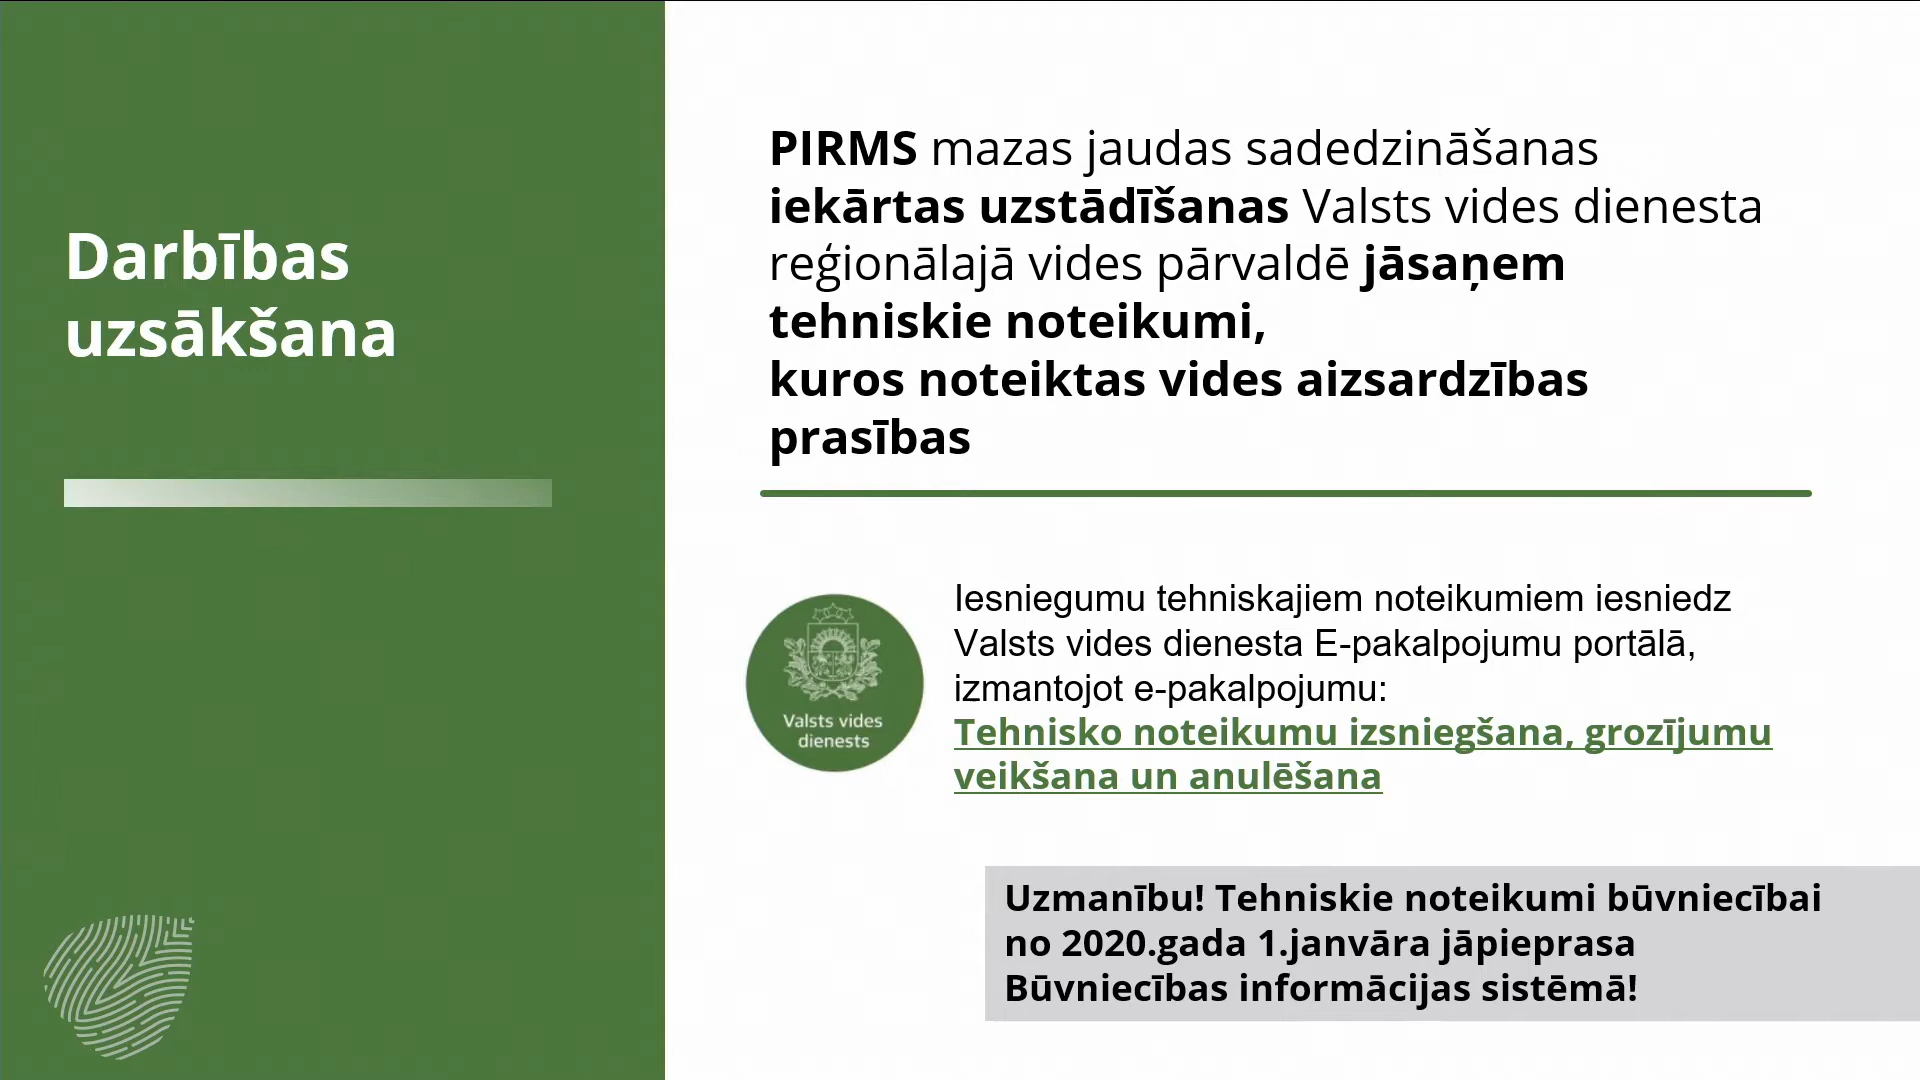 Darbības
uzsākšana
PIRMS mazas jaudas sadedzināšanas
iekārtas uzstādīšanas Valsts vides dienesta
reģionālajā vides pārvaldē jāsaņem
tehniskie noteikumi,
kuros noteiktas vides aizsardzības
prasības
Valsts vides
dienests
Iesniegumu tehniskajiem noteikumiem iesniedz
Valsts vides dienesta E-pakalpojumu portālā,
izmantojot e-pakalpojumu:
Tehnisko noteikumu izsniegšana, grozījumu
veikšana un anulēšana
Uzmanību! Tehniskie noteikumi būvniecībai
no 2020.gada 1.janvāra jāpieprasa
Būvniecības informācijas sistēmā!